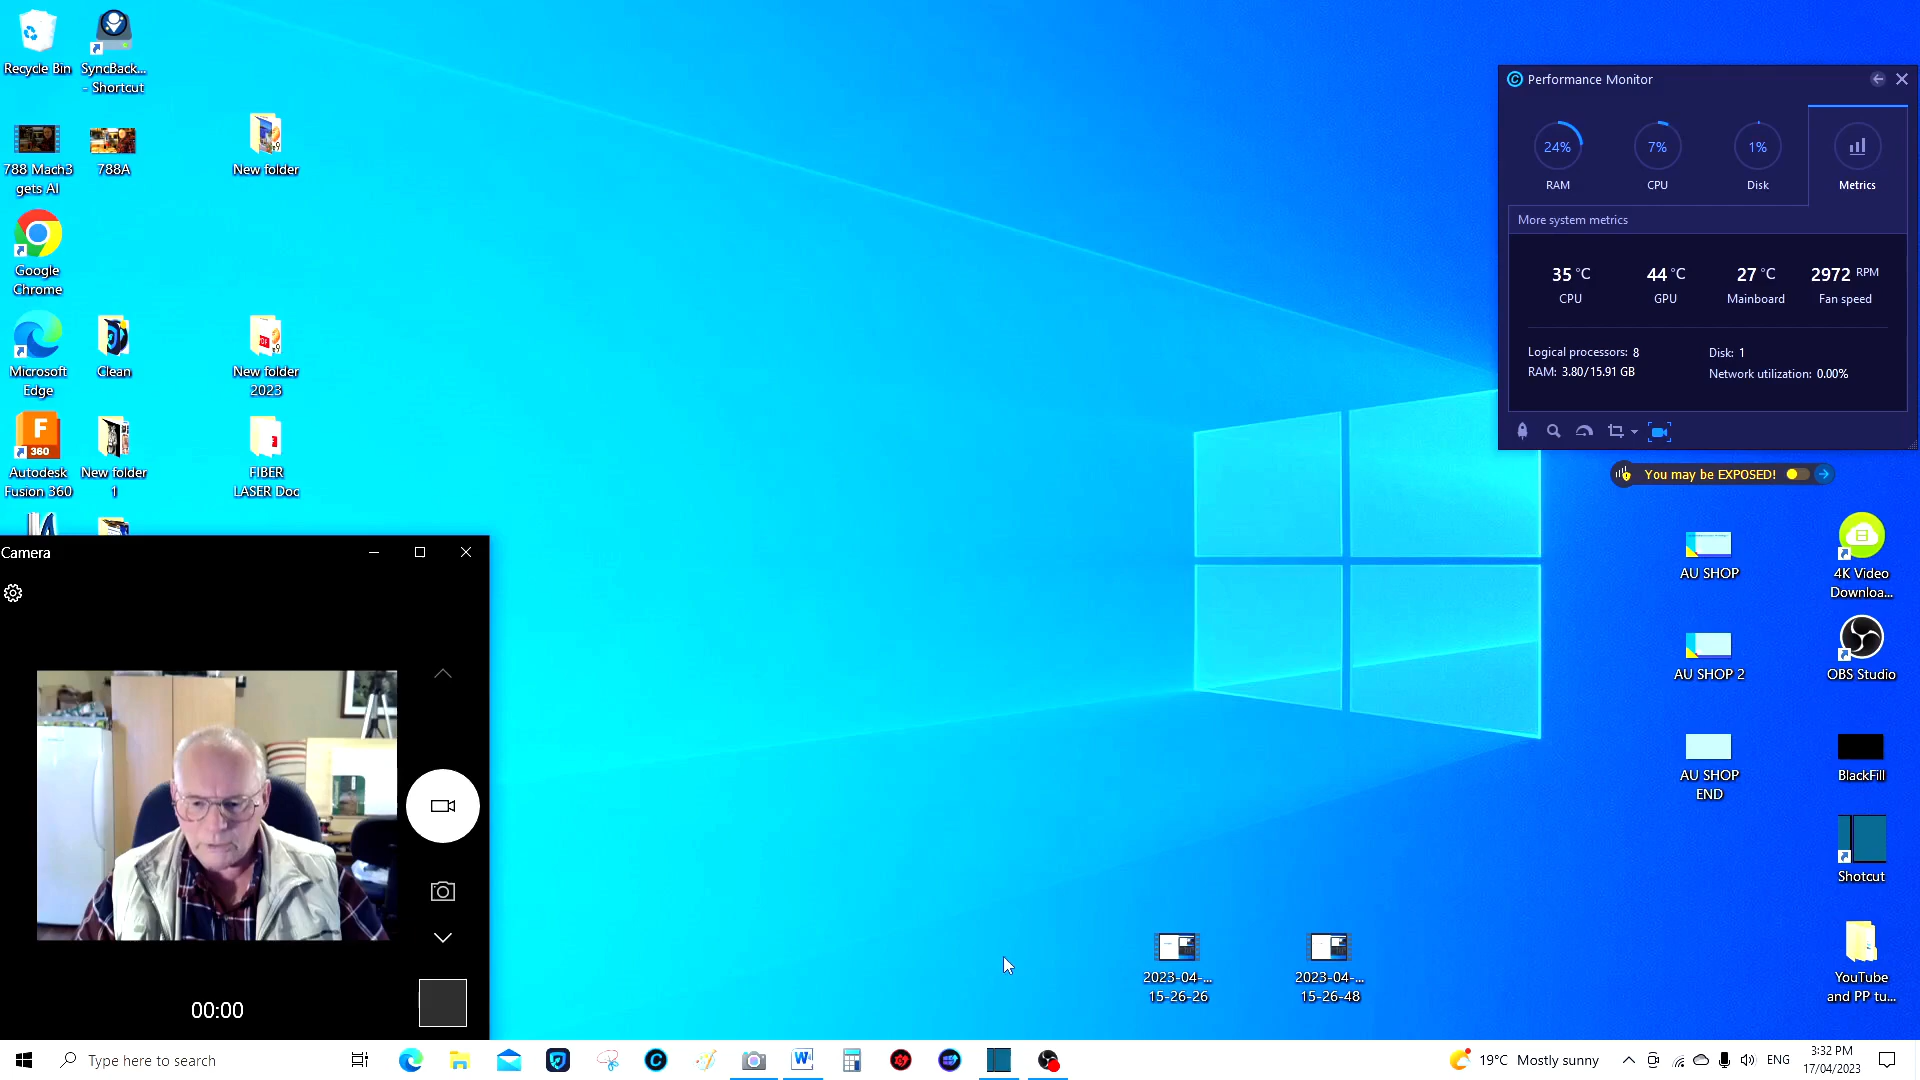 Recycle Bin
SyncBack...
- Shortcut
788 Mach3
gets AI
788A
New folder
Google
Chrome
Microsoft
Edge
Clean
New folder
2023
F
360
Autodesk
Fusion 360
New folder
1
FIBER
LASER Doc
Camera
00:00
Performance Monitor
24%
RAM
7%
CPU
1%
Disk
Metrics
More system metrics
35 °C
CPU
44 °C
GPU
27 °C
Mainboard
2972 RPM
Fan speed
Logical processors: 8
RAM: 3.80/15.91 GB
Disk: 1
Network utilization: 0.00%
You may be EXPOSED!
AU SHOP
4K Video
Downloa...
AU SHOP 2
OBS Studio
AU SHOP
END
BlackFill
Shotcut
2023-04-...
15-26-26
2023-04-...
15-26-48
YouTube
and PP tu...
Type here to search
19°C Mostly sunny
ENG
3:32 PM
17/04/2023